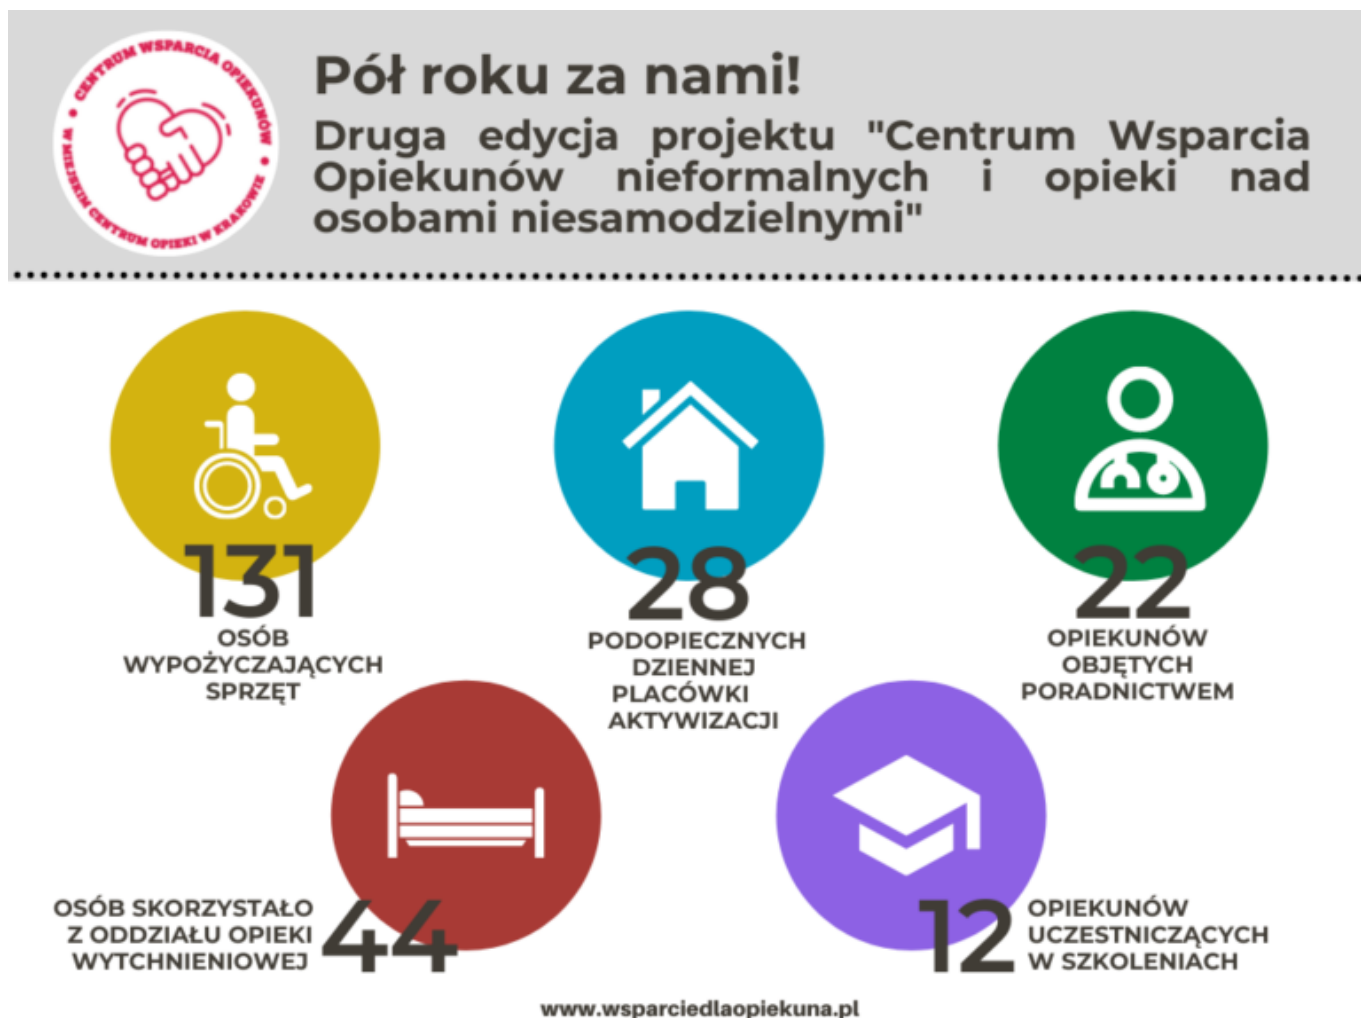 CENTRUM WSPARCIA OPIEKUNÓW
W MIEJSKIM CENTRUM OPIEKI W KRAKOWIE
Pół roku za nami!
Druga edycja projektu "Centrum Wsparcia
Opiekunów nieformalnych i opieki nad
osobami niesamodzielnymi"
131
OSÓB
WYPOŻYCZAJĄCYCH
SPRZĘT
28
PODOPIECZNYCH
DZIENNEJ
PLACÓWKI
AKTYWIZACJI
22
OPIEKUNÓW
OBJĘTYCH
PORADNICTWEM
OSÓB SKORZYSTAŁO
Z ODDZIAŁU OPIEKI
WYTCHNIENIOWEJ
44
12
OPIEKUNÓW
UCZESTNICZĄCYCH
W SZKOLENIACH
www.wsparciedlaopiekuna.pl